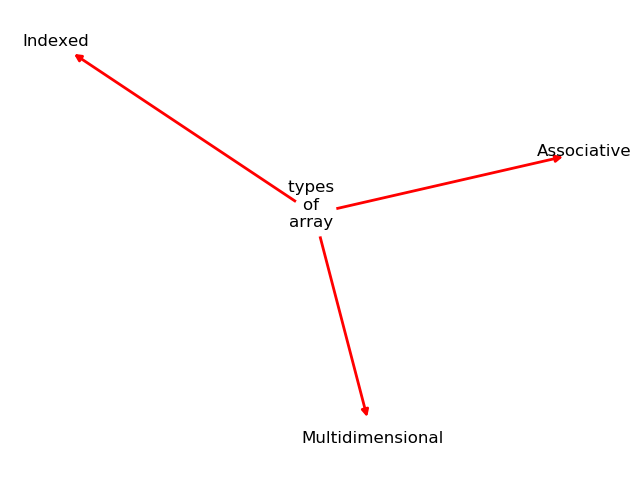 Indexed
Associative
types
of
array
Multidimensional